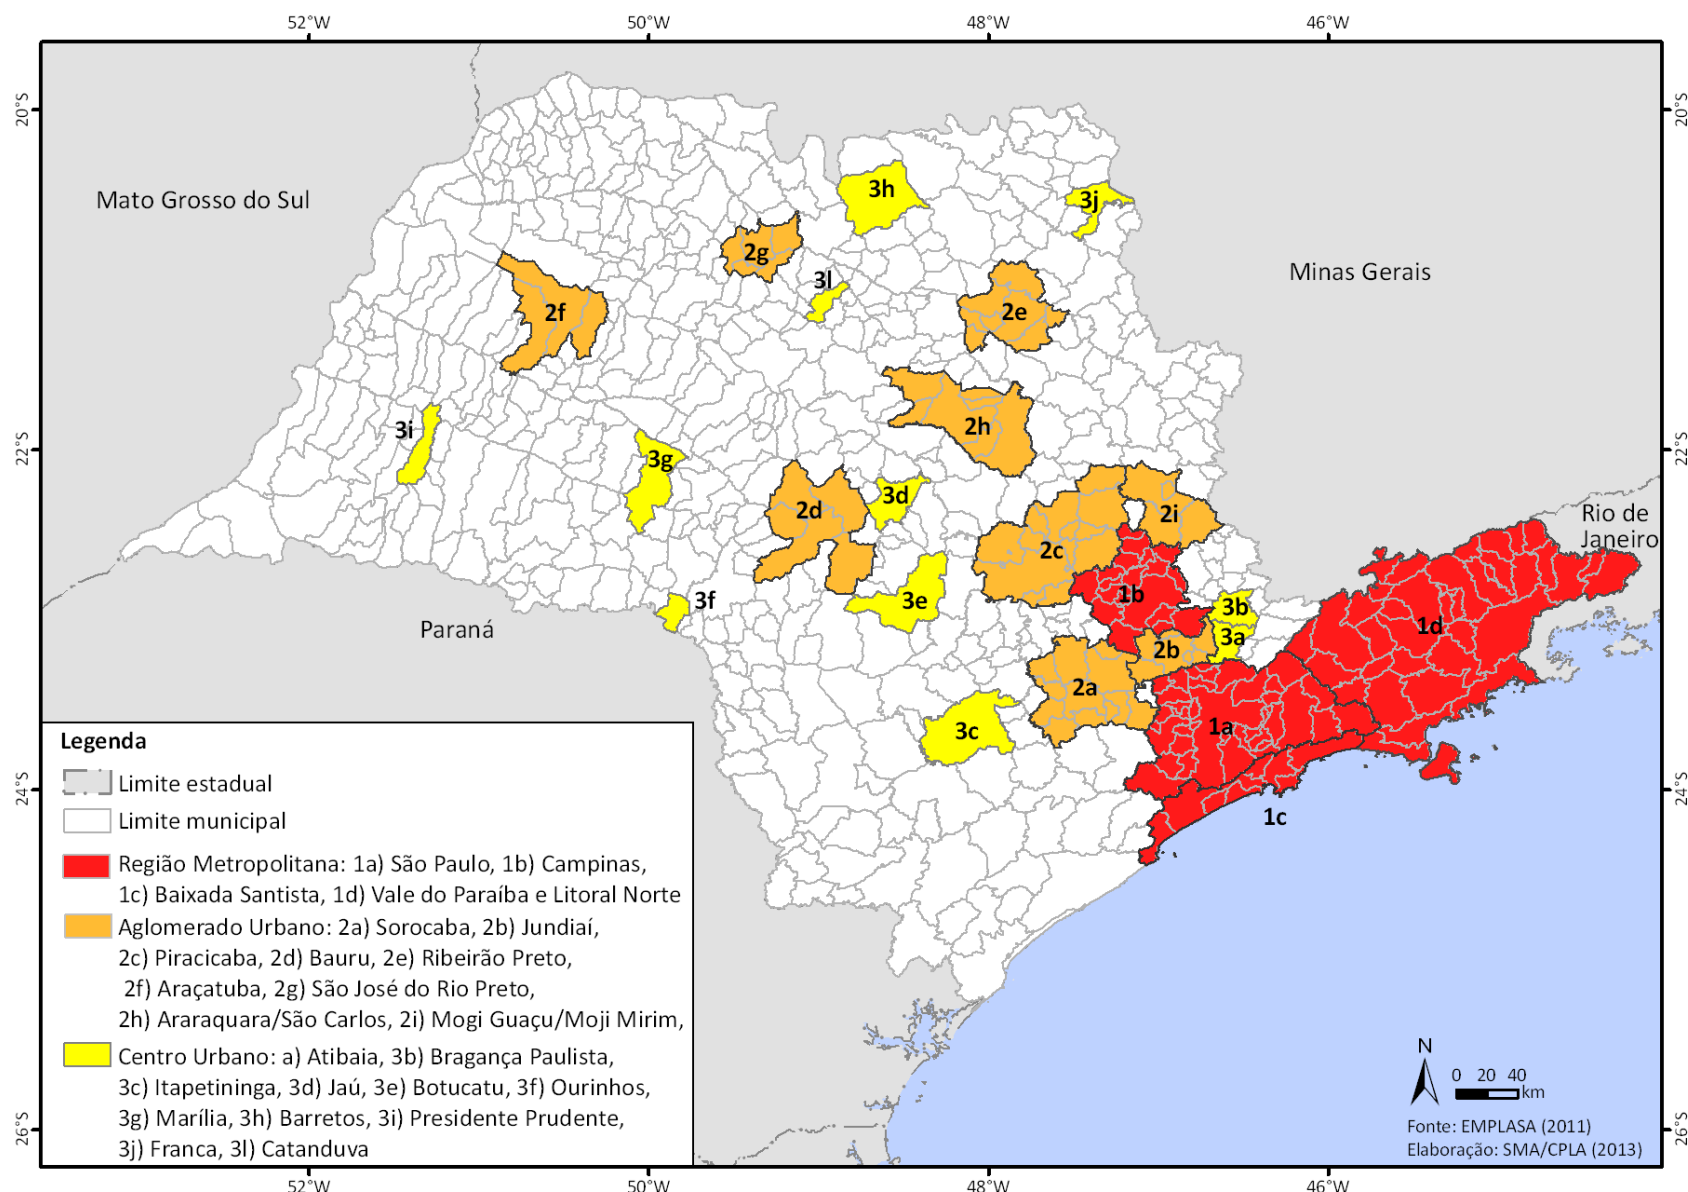 52°W 50°W 48°W 46°W
20°S 20°S
Mato Grosso do Sul
Minas Gerais
3h
3j
2g
3l
2f
2e
3i
2h
22°S 22°S
3g
3d
2d
2i
2c
Rio de
Janeiro
1b
3e
3f
3b
1d
Paraná
3a
2b
2a
3c
1a
1c
24°S 24°S
Legenda
Limite estadual
Limite municipal
Região Metropolitana: 1a) São Paulo, 1b) Campinas,
1c) Baixada Santista, 1d) Vale do Paraíba e Litoral Norte
Aglomerado Urbano: 2a) Sorocaba, 2b) Jundiaí,
2c) Piracicaba, 2d) Bauru, 2e) Ribeirão Preto,
2f) Araçatuba, 2g) São José do Rio Preto,
2h) Araraquara/São Carlos, 2i) Mogi Guaçu/Moji Mirim,
Centro Urbano: a) Atibaia, 3b) Bragança Paulista,
3c) Itapetininga, 3d) Jaú, 3e) Botucatu, 3f) Ourinhos,
3g) Marília, 3h) Barretos, 3i) Presidente Prudente,
3j) Franca, 3l) Catanduva
N
0 20 40
km
Fonte: EMPLASA (2011)
Elaboração: SMA/CPLA (2013)
26°S 26°S
52°W 50°W 48°W 46°W